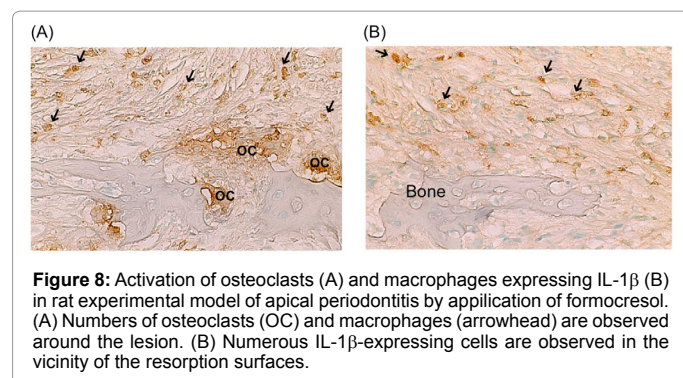 (A)
(B)
OC
OC
OC
Bone
Figure 8: Activation of osteoclasts (A) and macrophages expressing IL-1β (B)
in rat experimental model of apical periodontitis by appilication of formocresol.
(A) Numbers of osteoclasts (OC) and macrophages (arrowhead) are observed
around the lesion. (B) Numerous IL-1β-expressing cells are observed in the
vicinity of the resorption surfaces.